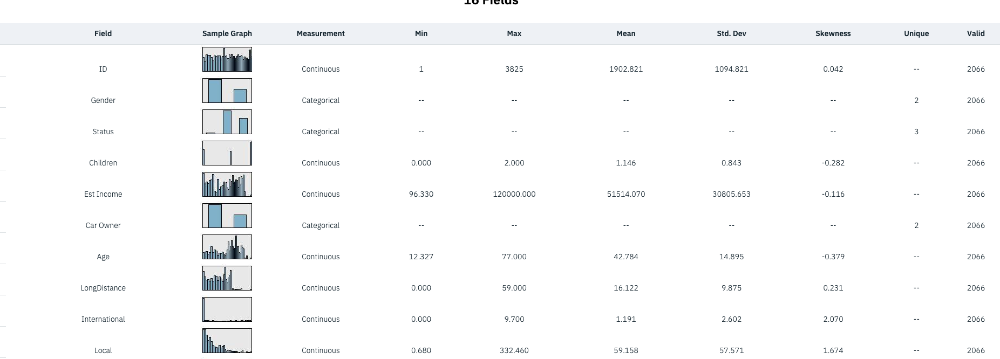 16 Fields
Field Sample Graph Measurement Min Max Mean Std. Dev Skewness Unique Valid
ID Continuous 1 3825 1902.821 1094.821 0.042 -- 2066
Gender Categorical -- -- -- -- -- 2 2066
Status Categorical -- -- -- -- -- 3 2066
Children Continuous 0.000 2.000 1.146 0.843 -0.282 -- 2066
Est Income Continuous 96.330 120000.000 51514.070 30805.653 -0.116 -- 2066
Car Owner Categorical -- -- -- -- -- 2 2066
Age Continuous 12.327 77.000 42.784 14.895 -0.379 -- 2066
LongDistance Continuous 0.000 59.000 16.122 9.875 0.231 -- 2066
International Continuous 0.000 9.700 1.191 2.602 2.070 -- 2066
Local Continuous 0.680 332.460 59.158 57.571 1.674 -- 2066